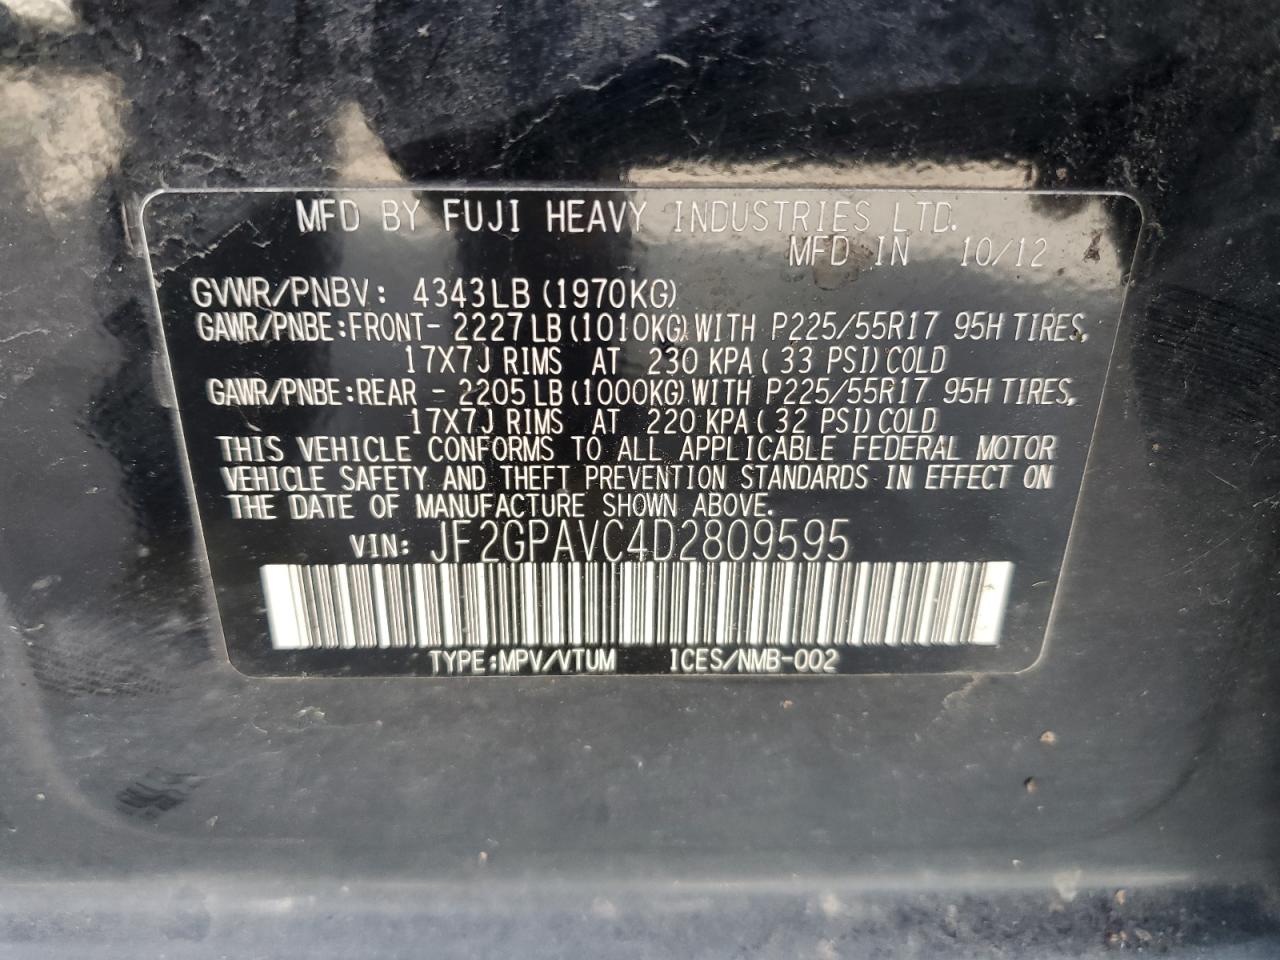 MFD BY FUJI HEAVY INDUSTRIES LTD.
MFD IN 10/12
GVWR/PNBV: 4343LB (1970KG)
GAWR/PNBE:FRONT- 2227LB (1010KG) WITH P225/55R17 95H TIRES,
17X7J RIMS AT 230 KPA ( 33 PSI) COLD
GAWR/PNBE:REAR - 2205LB (1000KG) WITH P225/55R17 95H TIRES,
17X7J RIMS AT 220 KPA ( 32 PSI) COLD
THIS VEHICLE CONFORMS TO ALL APPLICABLE FEDERAL MOTOR
VEHICLE SAFETY AND THEFT PREVENTION STANDARDS IN EFFECT ON
THE DATE OF MANUFACTURE SHOWN ABOVE.
VIN: JF2GPAVC4D2809595
TYPE:MPV/VTUM ICES/NMB-002